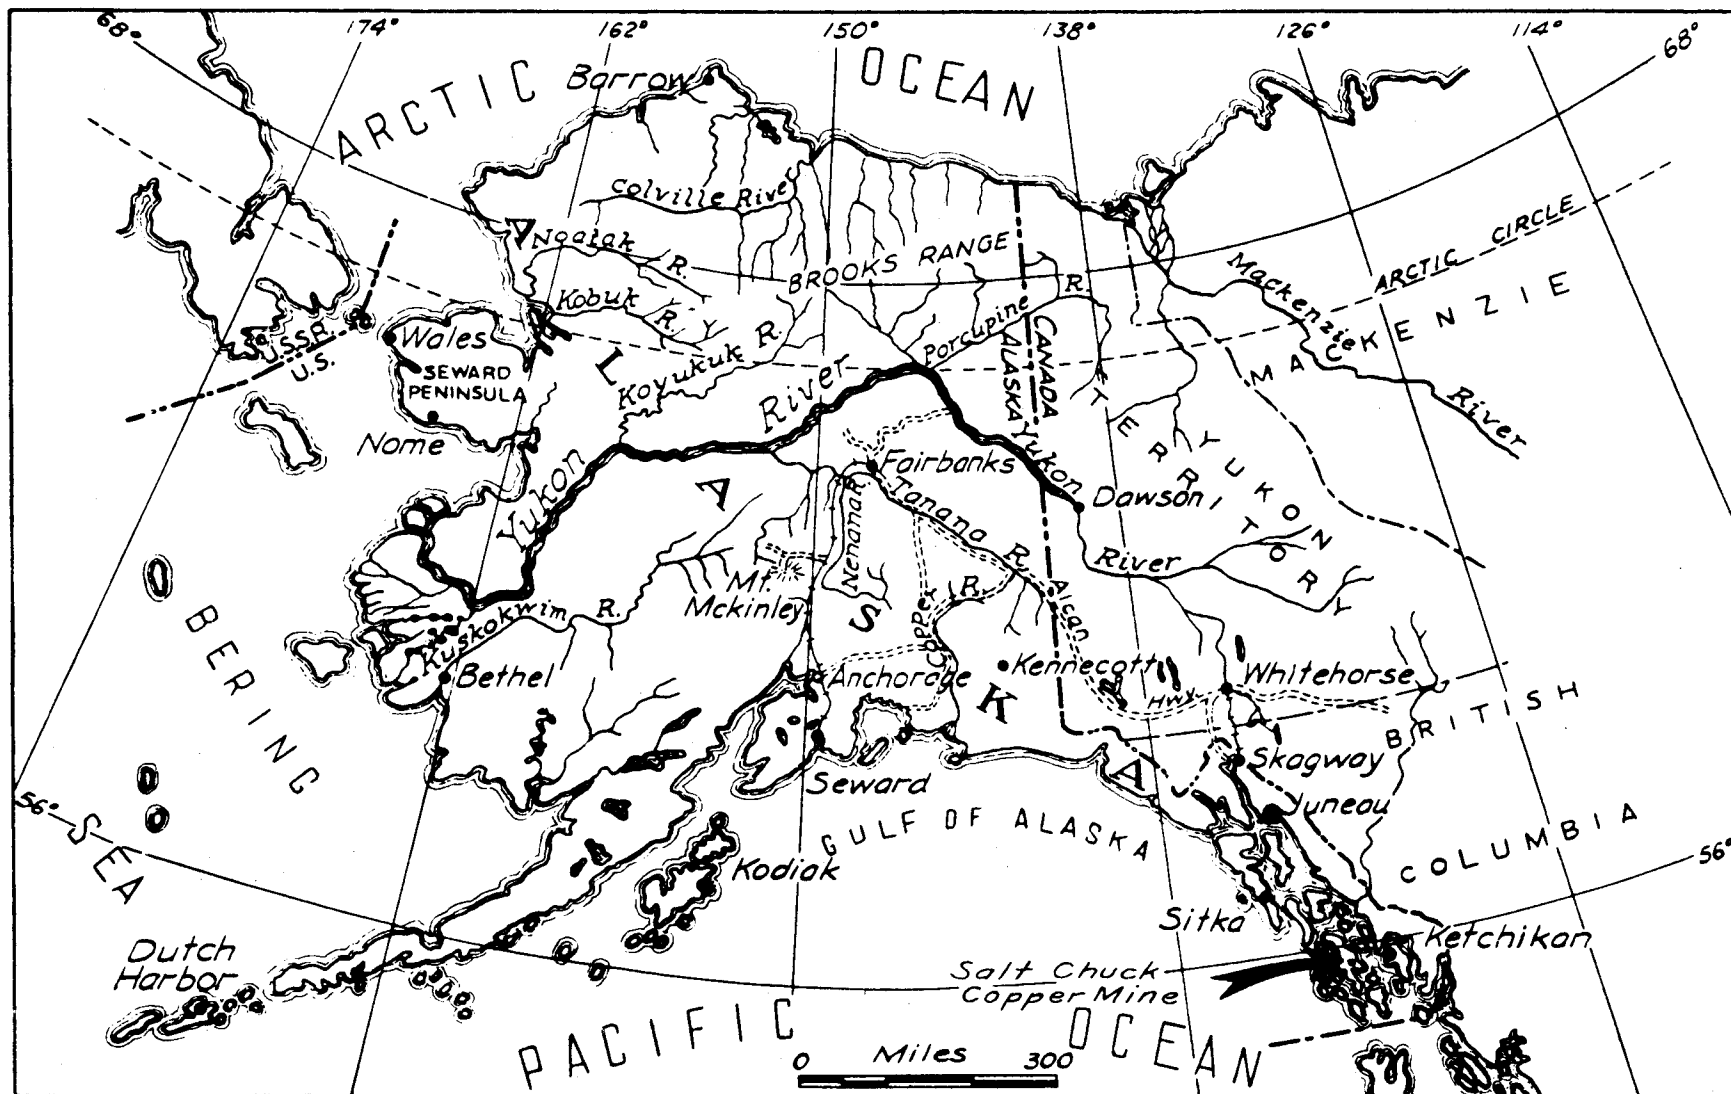 68°
174°
162°
150°
138°
126°
114°
68°
ARCTIC OCEAN
Barrow
Colville River
Noatak R.
BROOKS RANGE
ARCTIC CIRCLE
Mackenzie River
MACKENZIE
Kobuk R.
Koyukuk R.
Porcupine R.
S.S.R.
U.S.
Wales
SEWARD
PENINSULA
Nome
CANADA
ALASKA
Yukon River
Yukon River
YUKON
TERRITORY
Fairbanks
Dawson
Tanana R.
Nenana R.
Mt.
Mckinley
Copper R.
Alcan Hwy
Kuskokwim R.
Bethel
Anchorage
Kennecott
Whitehorse
ALASKA
BRITISH
COLUMBIA
Seward
Skagway
Juneau
GULF OF ALASKA
BERING SEA
56°
56°
Kodiak
Sitka
Ketchikan
Dutch
Harbor
Salt Chuck
Copper Mine
PACIFIC OCEAN
0 Miles 300